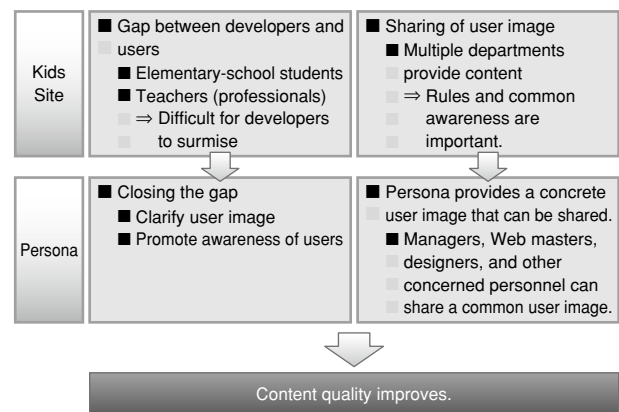 Kids
Site
■ Gap between developers and
users
■ Elementary-school students
■ Teachers (professionals)
⇒ Difficult for developers
to surmise
■ Sharing of user image
■ Multiple departments
provide content
⇒ Rules and common
awareness are
important.
Persona
■ Closing the gap
■ Clarify user image
■ Promote awareness of users
■ Persona provides a concrete
user image that can be shared.
■ Managers, Web masters,
designers, and other
concerned personnel can
share a common user image.
Content quality improves.